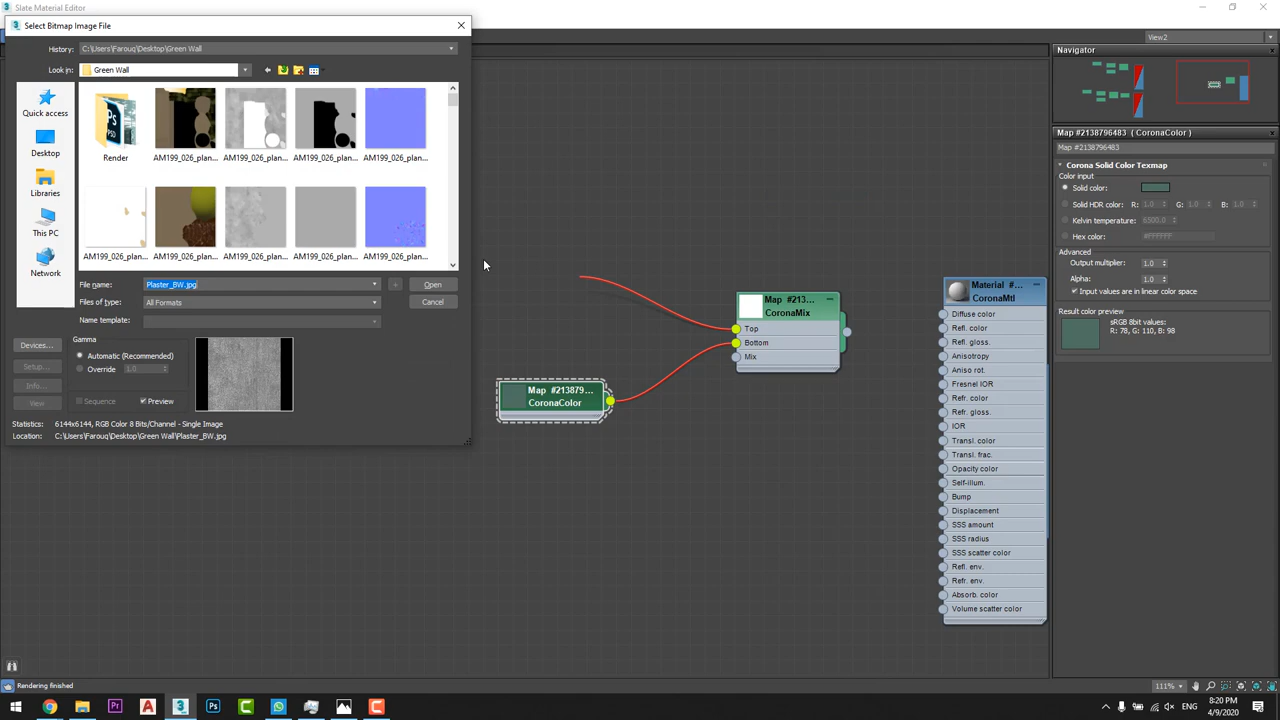 Slate Material Editor
Select Bitmap Image File
History: C:\Users\Farouq\Desktop\Green Wall
Look in: Green Wall
Quick access
Desktop
Libraries
This PC
Network
Render
AM199_026_plan...
AM199_026_plan...
AM199_026_plan...
AM199_026_plan...
AM199_026_plan...
AM199_026_plan...
AM199_026_plan...
AM199_026_plan...
AM199_026_plan...
File name: Plaster_BW.jpg
Open
Files of type: All Formats
Cancel
Name template:
Devices...
Setup...
Info...
View
Gamma
Automatic (Recommended)
Override 1.0
Sequence
Preview
Statistics: 6144x6144, RGB Color 8 Bits/Channel - Single Image
Location: C:\Users\Farouq\Desktop\Green Wall\Plaster_BW.jpg
Map #213879...
CoronaColor
Map #213...
CoronaMix
Top
Bottom
Mix
Material #...
CoronaMtl
Diffuse color
Refl. color
Refl. gloss.
Anisotropy
Aniso rot.
Fresnel IOR
Refr. color
Refr. gloss.
IOR
Transl. color
Transl. frac.
Opacity color
Self-illum.
Bump
Displacement
SSS amount
SSS radius
SSS scatter color
Refl. env.
Refr. env.
Absorb. color
Volume scatter color
View2
Navigator
Map #2138796483 ( CoronaColor )
Map #2138796483
Corona Solid Color Texmap
Color input
Solid color:
Solid HDR color: R: 1.0 G: 1.0 B: 1.0
Kelvin temperature: 6500.0
Hex color: #FFFFFF
Advanced
Output multiplier: 1.0
Alpha: 1.0
Input values are in linear color space
Result color preview
sRGB 8bit values:
R: 78, G: 110, B: 98
Rendering finished
111%
ENG
8:20 PM
4/9/2020